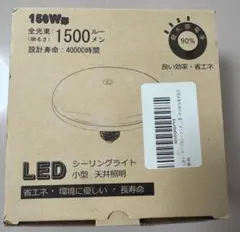 150W形
全光束 1500ルーメン
(明るさ)
設計寿命：40000時間
90%
良い効率・省エネ
LED
シーリングライト
小型 天井照明
省エネ・環境に優しい・長寿命